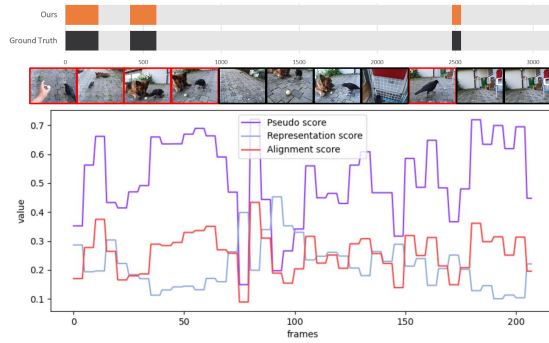 Ours
Ground Truth
0 500 1000 1500 2000 2500 3000
Pseudo score
Representation score
Alignment score
0.7
0.6
0.5
0.4
0.3
0.2
0.1
value
0 50 100 150 200
frames